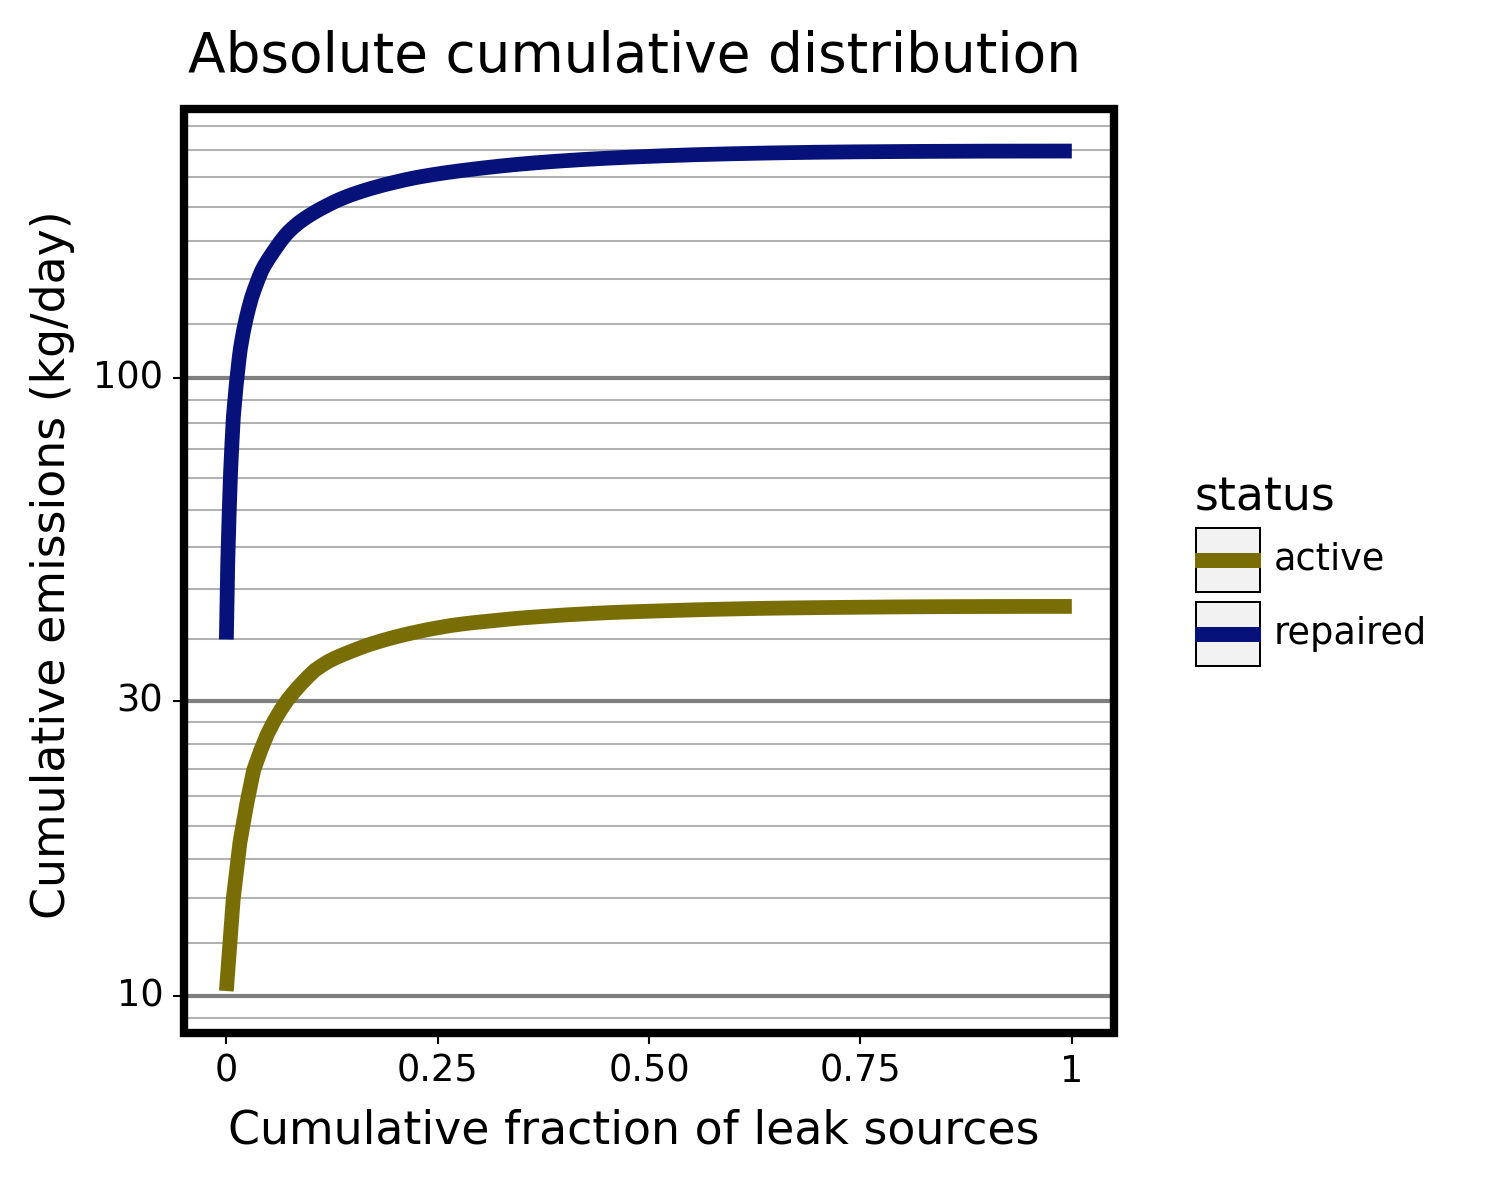 Absolute cumulative distribution
Cumulative emissions (kg/day)
100
30
10
0 0.25 0.50 0.75 1
Cumulative fraction of leak sources
status
active
repaired